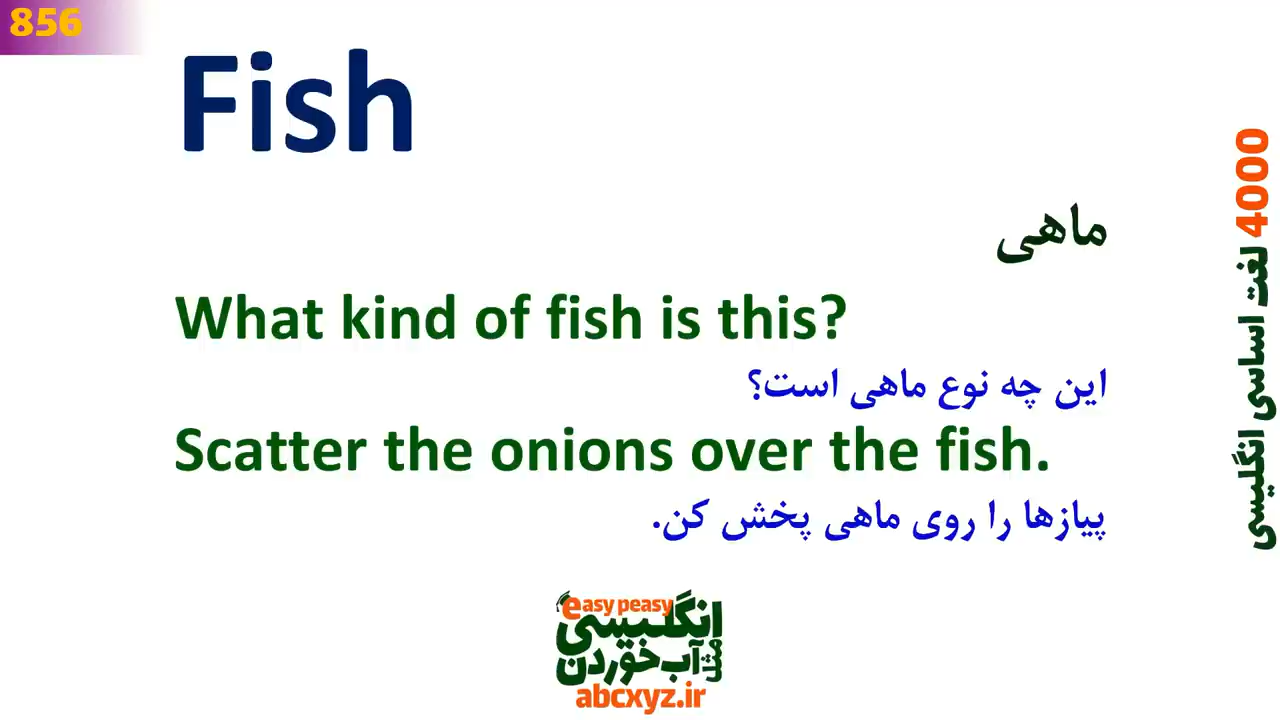 856
Fish
ماهی
What kind of fish is this?
این چه نوع ماهی است؟
Scatter the onions over the fish.
پیازها را روی ماهی پخش کن.
4000 لغت اساسی انگلیسی
easy peasy
انگلیسی
مثل آب خوردن
abcxyz.ir